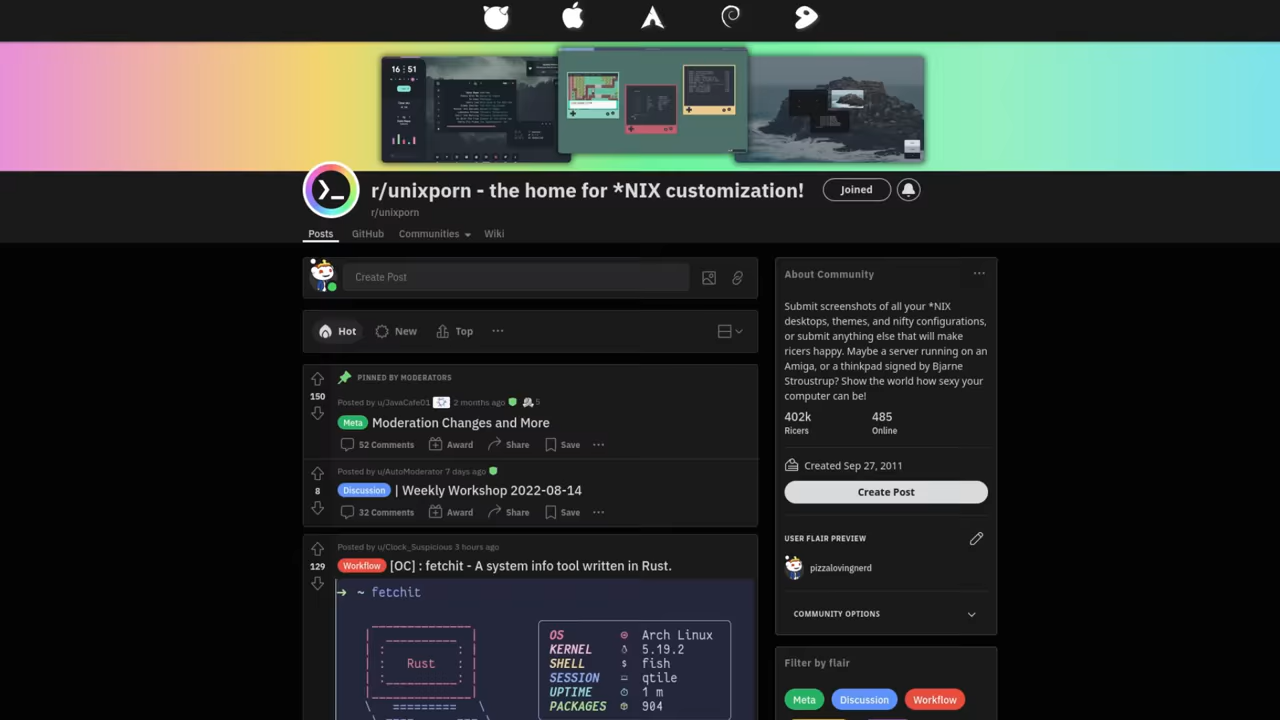 16 : 51
r/unixporn - the home for *NIX customization!
Joined
r/unixporn
Posts
GitHub
Communities
Wiki
Create Post
Hot
New
Top
150
PINNED BY MODERATORS
Posted by u/JavaCafe01 2 months ago 5
Meta Moderation Changes and More
52 Comments Award Share Save
Posted by u/AutoModerator 7 days ago
8
Discussion | Weekly Workshop 2022-08-14
32 Comments Award Share Save
Posted by u/Clock_Suspicious 3 hours ago
129
Workflow [OC] : fetchit - A system info tool written in Rust.
→ ~ fetchit
Rust
OS Arch Linux
KERNEL 5.19.2
SHELL $ fish
SESSION qtile
UPTIME 1 m
PACKAGES 904
About Community
Submit screenshots of all your *NIX
desktops, themes, and nifty configurations,
or submit anything else that will make
ricers happy. Maybe a server running on an
Amiga, or a thinkpad signed by Bjarne
Stroustrup? Show the world how sexy your
computer can be!
402k 485
Ricers Online
Created Sep 27, 2011
Create Post
USER FLAIR PREVIEW
pizzalovingnerd
COMMUNITY OPTIONS
Filter by flair
Meta Discussion Workflow